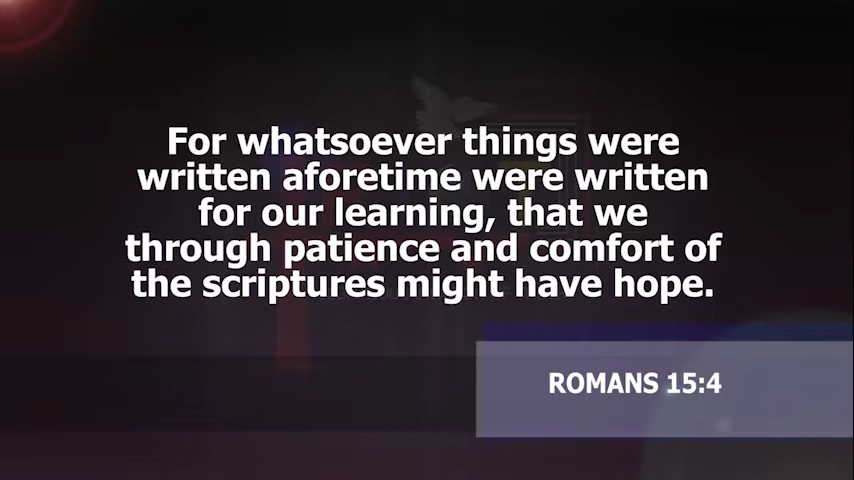 For whatsoever things were
written aforetime were written
for our learning, that we
through patience and comfort of
the scriptures might have hope.
ROMANS 15:4